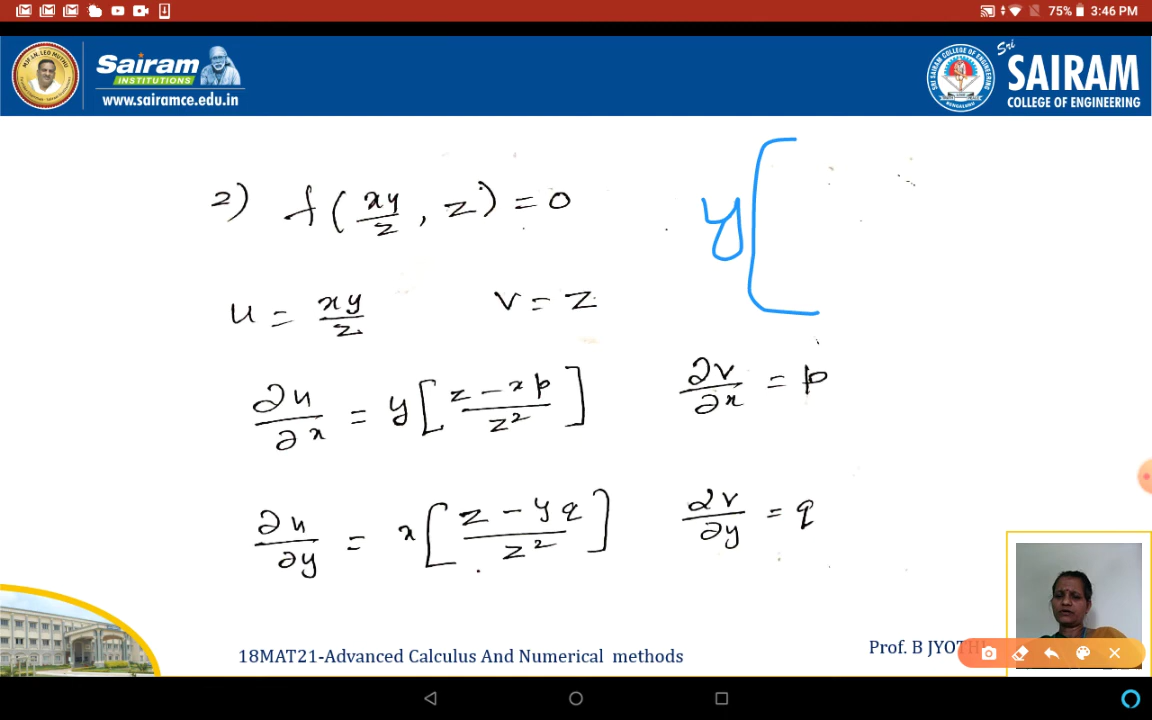 75% 3:46 PM
Sairam
INSTITUTIONS
www.sairamce.edu.in
Sri
SAIRAM
COLLEGE OF ENGINEERING
2) f(xy/z, z) = 0
y[
u = xy/z v = z
∂u/∂x = y[z - xp/z²] ∂v/∂x = p
∂u/∂y = x[z - yq/z²] ∂v/∂y = q
Prof. B JYOTH
18MAT21-Advanced Calculus And Numerical methods